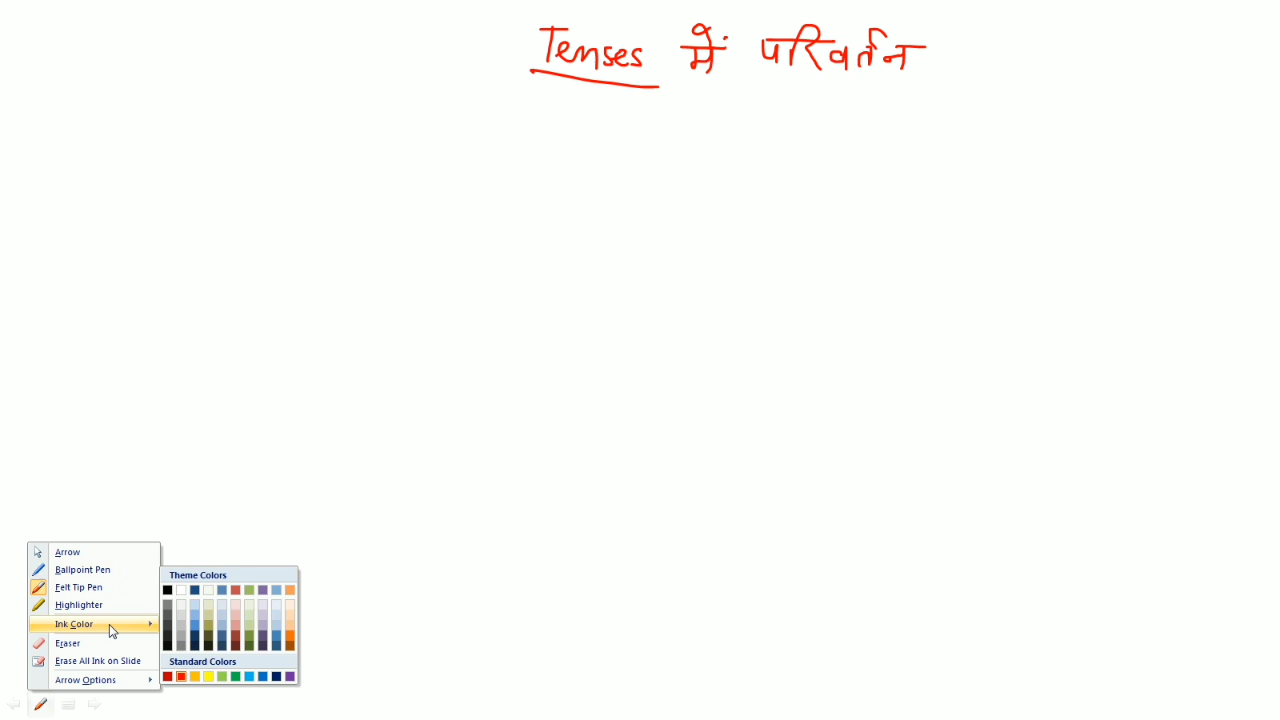 Tenses में परिवर्तन
Arrow
Ballpoint Pen
Felt Tip Pen
Highlighter
Ink Color
Eraser
Erase All Ink on Slide
Arrow Options
Theme Colors
Standard Colors